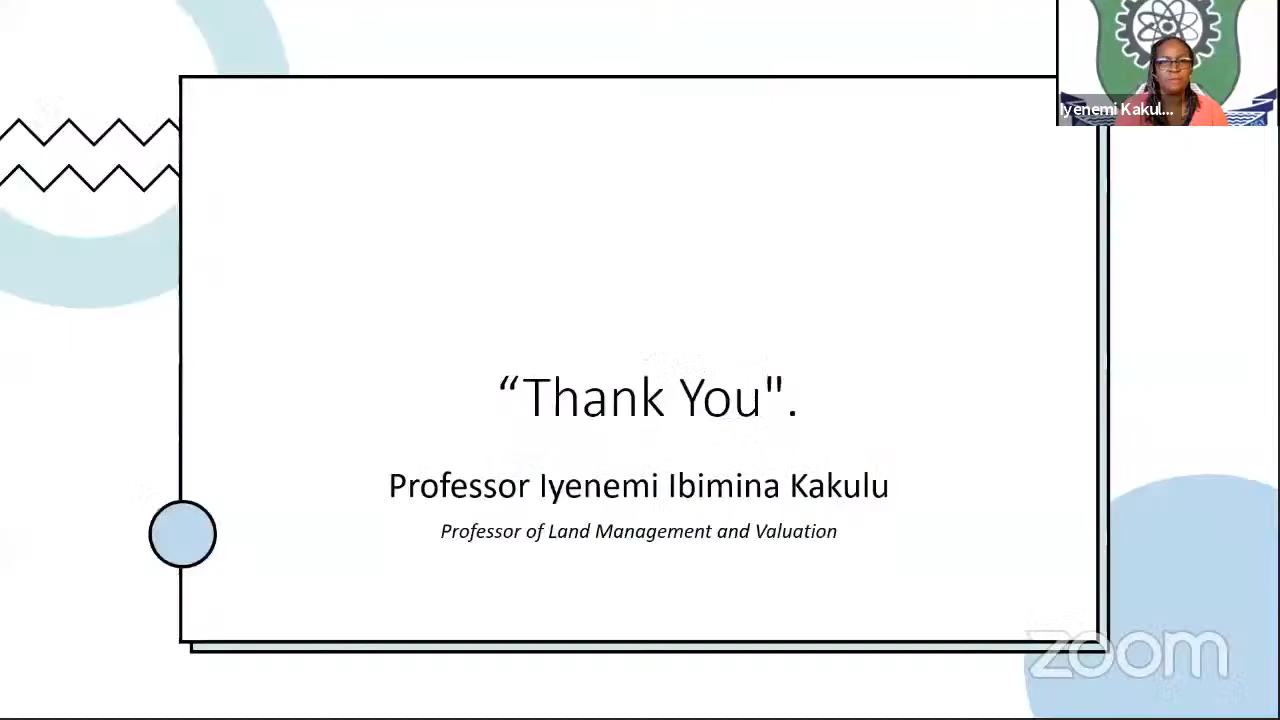 Iyenemi Kakul...
“Thank You".
Professor Iyenemi Ibimina Kakulu
Professor of Land Management and Valuation
zoom